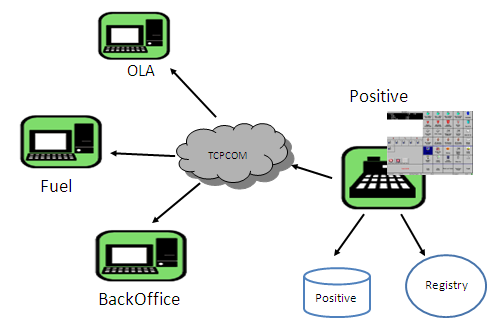 OLA
Positive
TCPCOM
Fuel
BackOffice
Positive
Registry